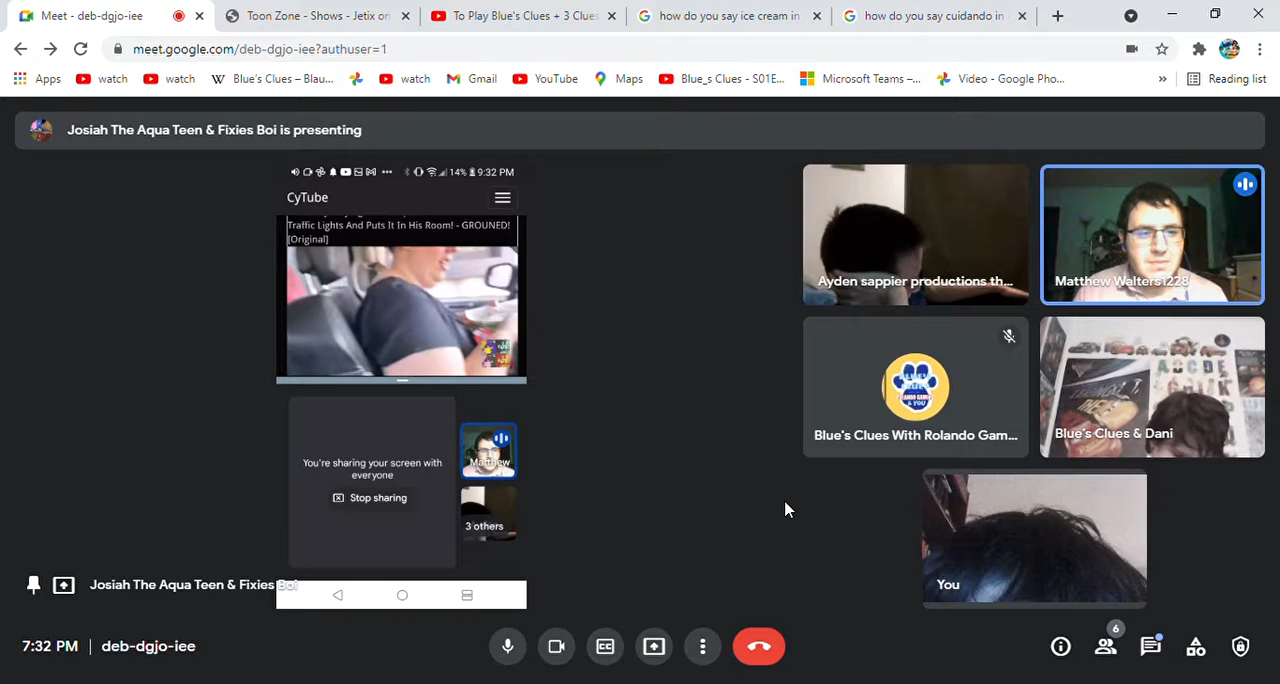 Meet - deb-dgjo-iee
Toon Zone - Shows - Jetix on
To Play Blue's Clues + 3 Clues
how do you say ice cream in
how do you say cuidando in
meet.google.com/deb-dgjo-iee?authuser=1
Apps
watch
watch
Blue's Clues – Blau...
watch
Gmail
YouTube
Maps
Blue_s Clues - S01E...
Microsoft Teams –...
Video - Google Pho...
»
Reading list
Josiah The Aqua Teen & Fixies Boi is presenting
14% 9:32 PM
CyTube
Traffic Lights And Puts It In His Room! - GROUNED!
[Original]
You're sharing your screen with
everyone
Stop sharing
Matthew
3 others
Ayden sappier productions th...
Matthew Walters1228
Blue's Clues With Rolando Gam...
Blue's Clues & Dani
You
Josiah The Aqua Teen & Fixies Boi
7:32 PM | deb-dgjo-iee
CC
6